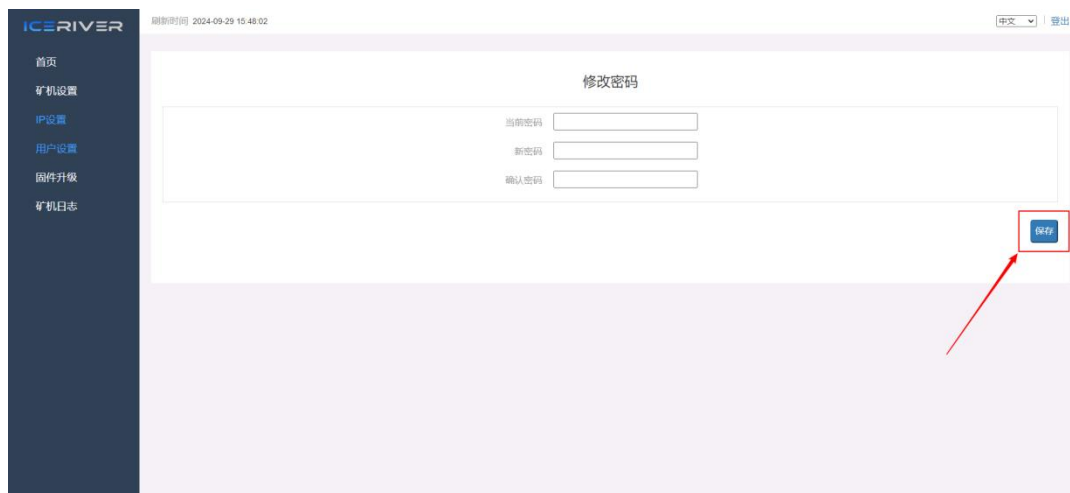 ICERIVER
刷新时间 2024-09-29 15:48:02
中文
登出
首页
矿机设置
IP设置
用户设置
固件升级
矿机日志
修改密码
当前密码
新密码
确认密码
保存